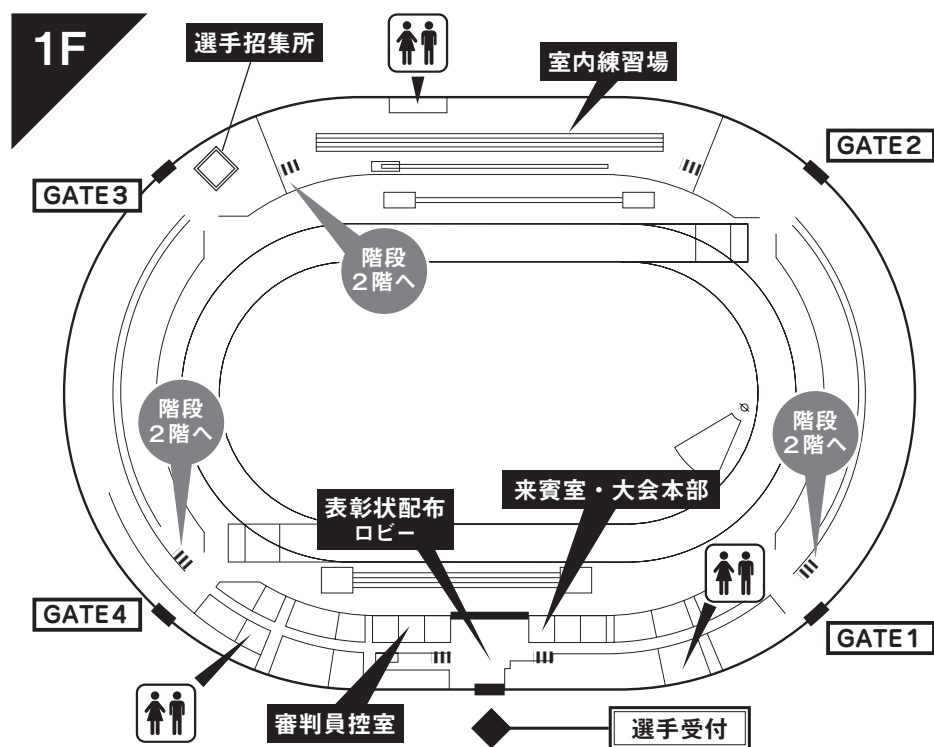 1F
選手招集所
室内練習場
GATE2
GATE3
階段
2階へ
階段
2階へ
階段
2階へ
来賓室・大会本部
表彰状配布
ロビー
GATE4
GATE1
審判員控室
選手受付